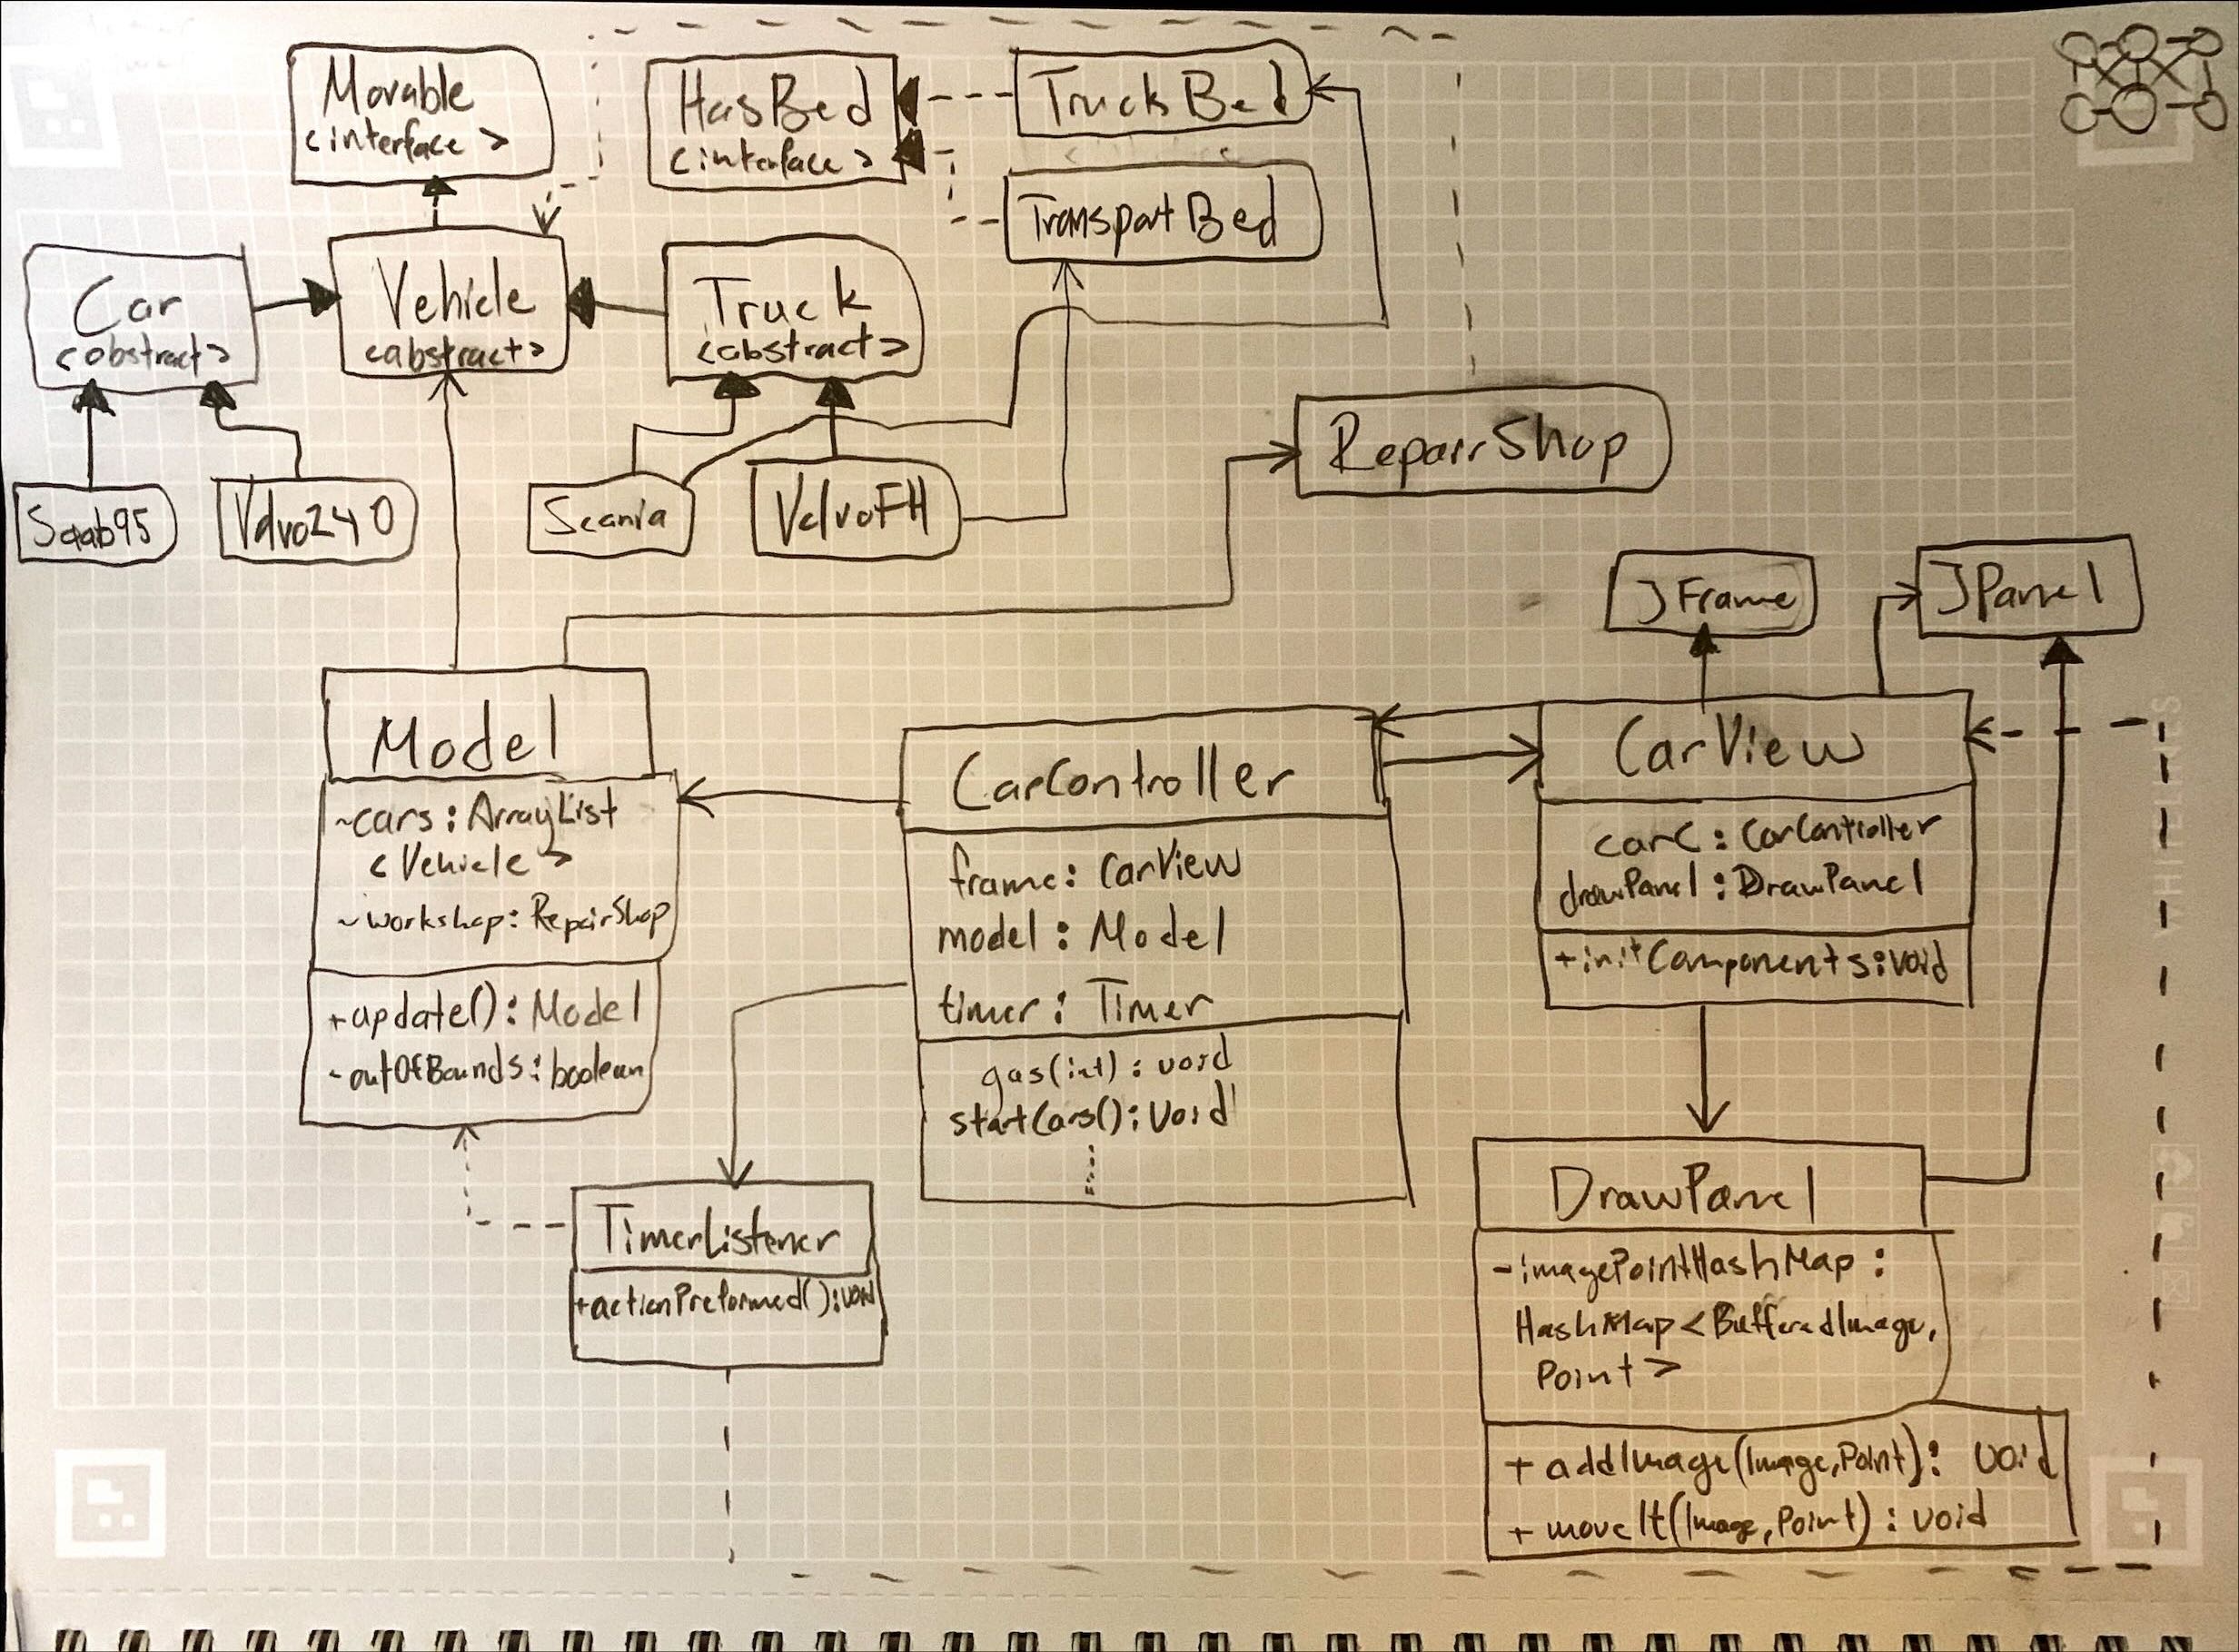 Movable
<interface>
HasBed
<interface>
TruckBed
TransportBed
Car
<abstract>
Vehicle
<abstract>
Truck
<abstract>
RepairShop
Saab95
Volvo240
Scania
VolvoFH
JFrame
JPanel
Model
~cars: ArrayList
<Vehicle>
~workshop: RepairShop
+update(): Model
-outOfBounds: boolean
CarController
frame: CarView
model: Model
timer: Timer
gas(int): void
startCars(): void
CarView
carC: CarController
drawPanel: DrawPanel
+initComponents: void
TimerListener
+actionPreformed(): void
DrawPanel
-imagePointHashMap:
HashMap<BufferedImage,
Point>
+ addImage(Image,Point): void
+ moveIt(Image,Point): void
WHIPLINES